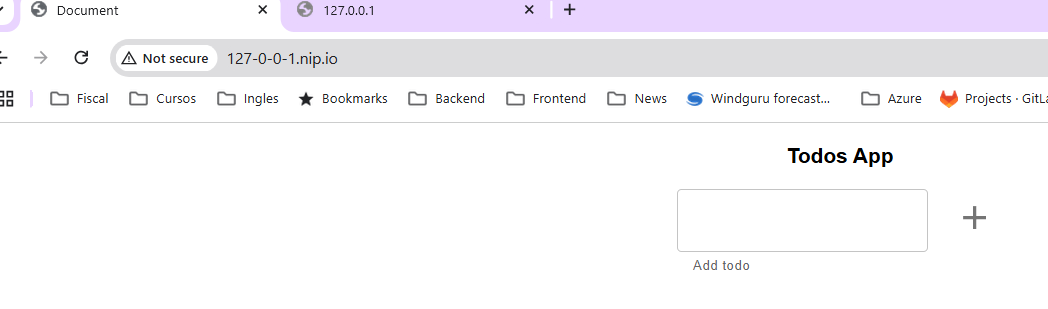 Document 127.0.0.1
Not secure 127-0-0-1.nip.io
Fiscal Cursos Ingles Bookmarks Backend Frontend News Windguru forecast... Azure Projects · GitLa
Todos App
Add todo